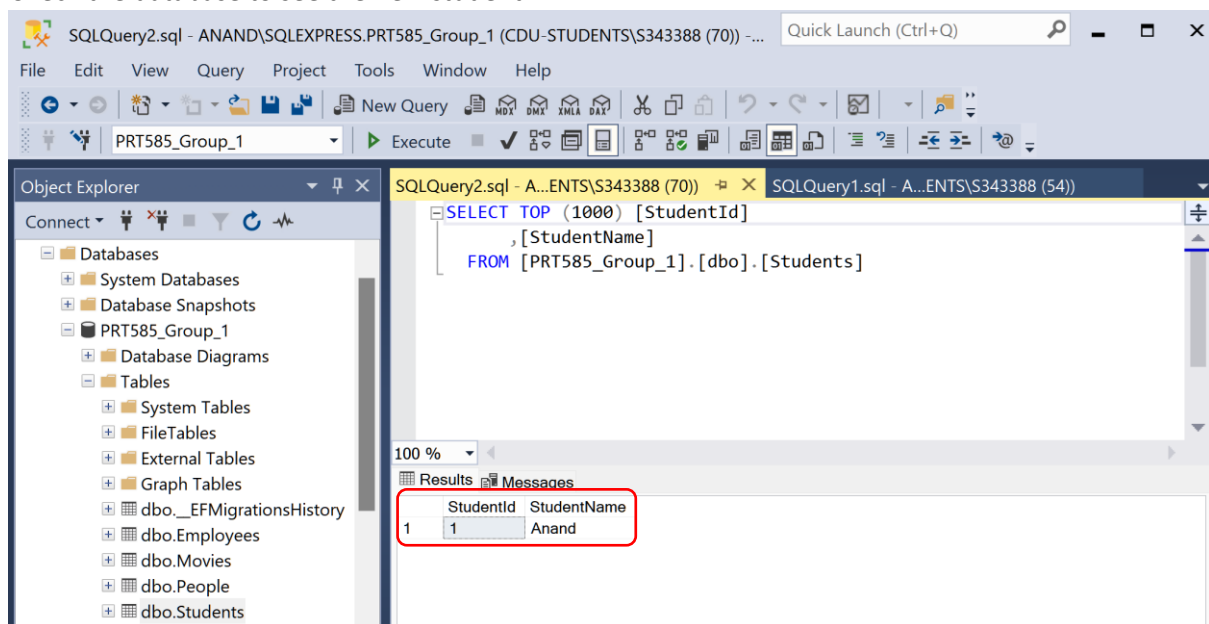 SQLQuery2.sql - ANAND\SQLEXPRESS.PRT585_Group_1 (CDU-STUDENTS\S343388 (70)) -...
Quick Launch (Ctrl+Q)
File Edit View Query Project Tools Window Help
New Query MDX DMX XMLA DAX
PRT585_Group_1
Execute
Object Explorer
SQLQuery2.sql - A...ENTS\S343388 (70))
SQLQuery1.sql - A...ENTS\S343388 (54))
Connect
Databases
System Databases
Database Snapshots
PRT585_Group_1
Database Diagrams
Tables
System Tables
FileTables
External Tables
Graph Tables
dbo.__EFMigrationsHistory
dbo.Employees
dbo.Movies
dbo.People
dbo.Students
SELECT TOP (1000) [StudentId]
,[StudentName]
FROM [PRT585_Group_1].[dbo].[Students]
100 %
Results Messages
StudentId StudentName
1 1 Anand